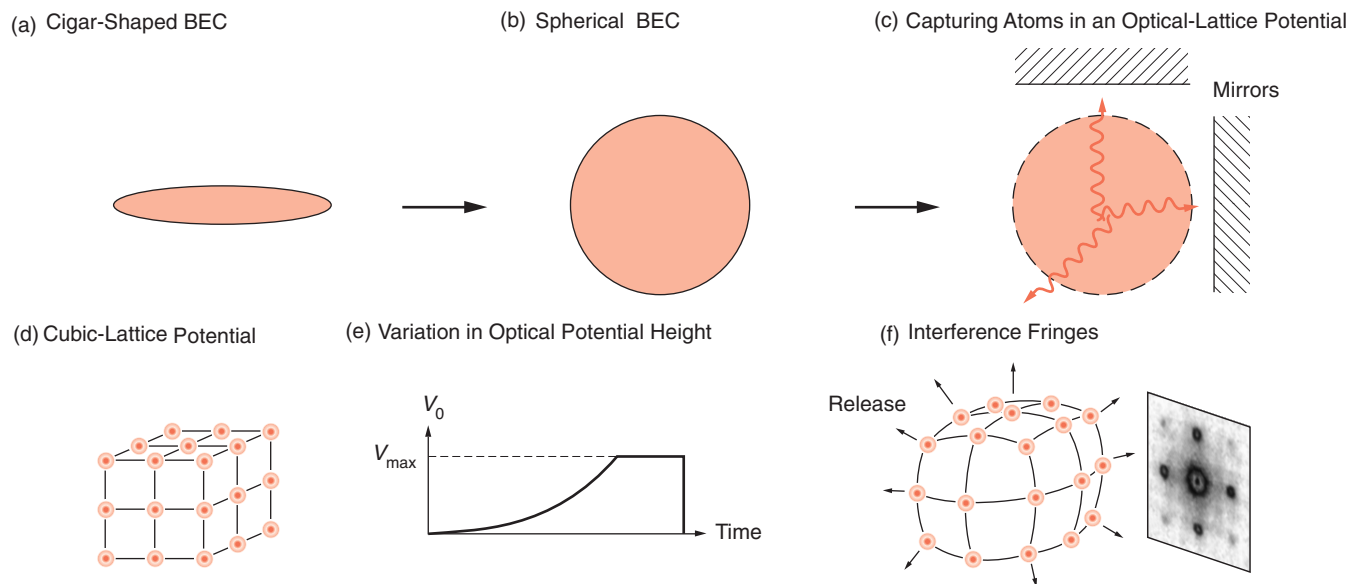 (a) Cigar-Shaped BEC
(b) Spherical BEC
(c) Capturing Atoms in an Optical-Lattice Potential
Mirrors
(d) Cubic-Lattice Potential
(e) Variation in Optical Potential Height
V0
Vmax
Time
(f) Interference Fringes
Release